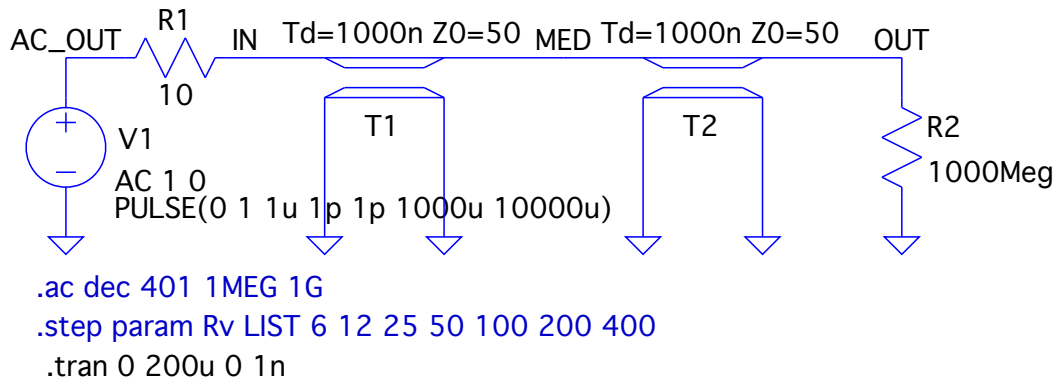 R1
AC_OUT IN Td=1000n Z0=50 MED Td=1000n Z0=50 OUT
10
+ V1 T1 T2 R2
−
AC 1 0 1000Meg
PULSE(0 1 1u 1p 1p 1000u 10000u)
.ac dec 401 1MEG 1G
.step param Rv LIST 6 12 25 50 100 200 400
.tran 0 200u 0 1n